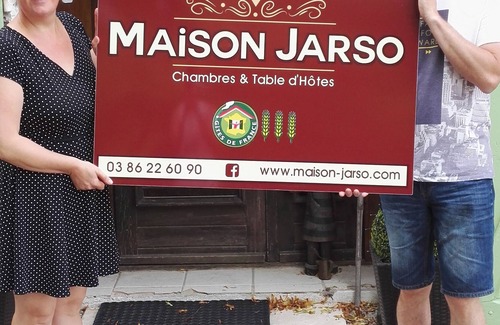 MAiSON JARSO
Chambres & Table d'Hôtes
GÎTES DE FRANCE
03 86 22 60 90
www.maison-jarso.com